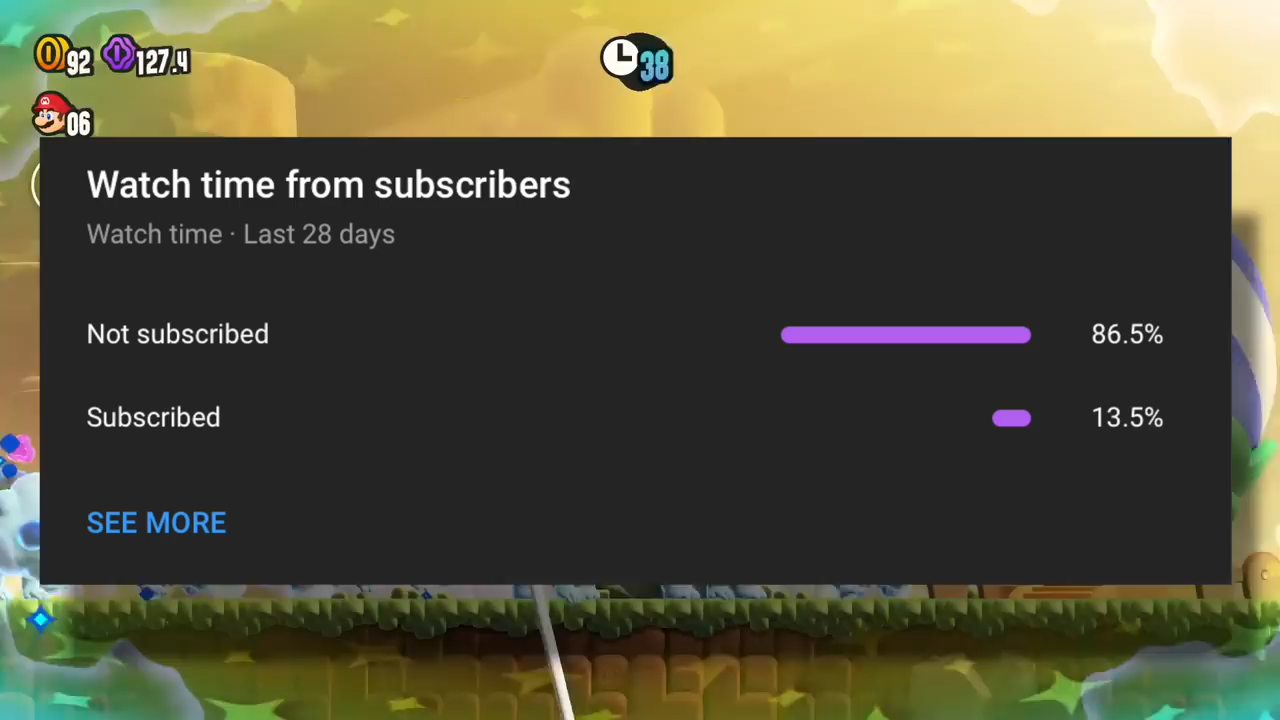 92 127.4
38
06
Watch time from subscribers
Watch time · Last 28 days
Not subscribed 86.5%
Subscribed 13.5%
SEE MORE